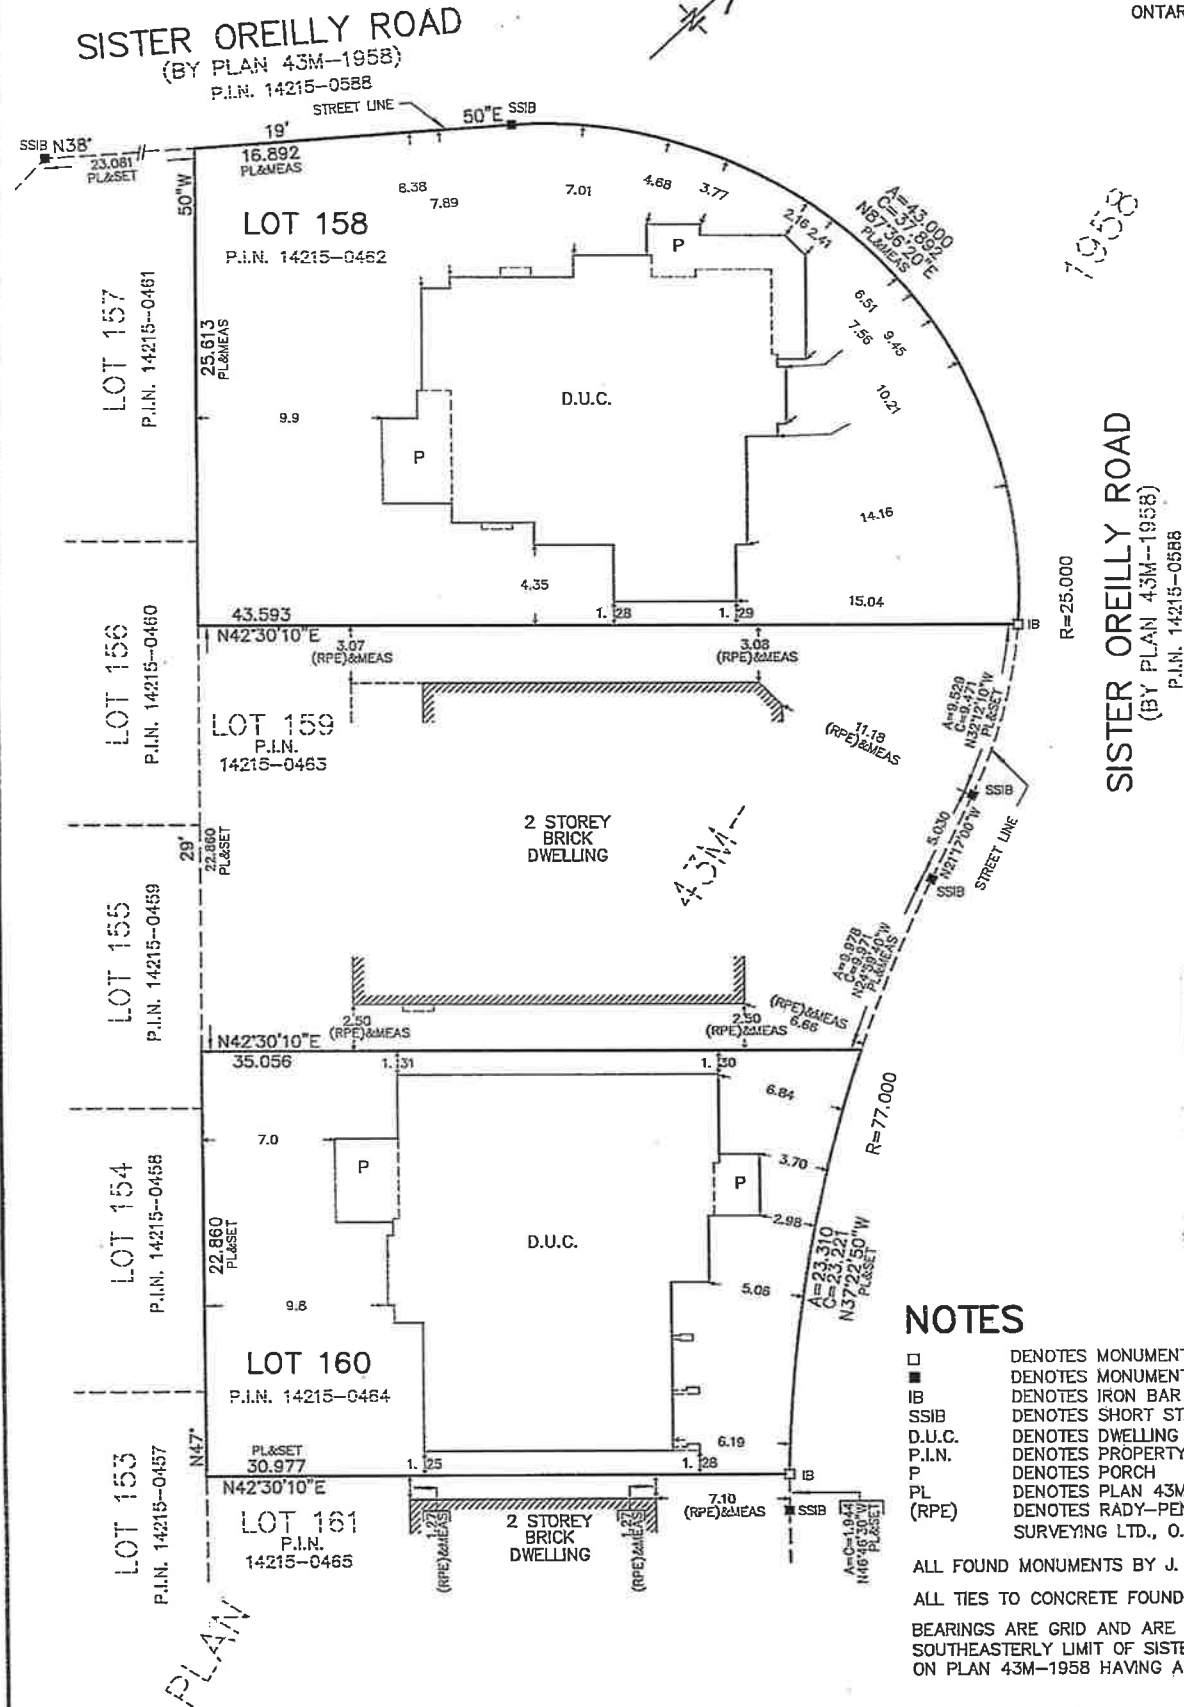 ONTAR
SISTER OREILLY ROAD
(BY PLAN 43M-1958)
P.I.N. 14215-0588
STREET LINE
50"E SSIB
19'
SSIB N38°
23.081
PL&SET
16.892
PL&MEAS
50"W
LOT 158
P.I.N. 14215-0462
8.38
7.89
7.01
4.68
3.77
2.16
2.41
A=43.000
C=37.892
N87°36'20"E
PL&MEAS
1958
LOT 157
P.I.N. 14215-0461
25.613
PL&MEAS
P
6.51
7.56
9.45
10.21
9.9
D.U.C.
P
14.16
4.35
1.28
1.29
15.04
43.593
N42°30'10"E
IB
R=25.000
SISTER OREILLY ROAD
(BY PLAN 43M-1958)
P.I.N. 14215-0588
LOT 156
P.I.N. 14215-0460
3.07
(RPE)&MEAS
3.08
(RPE)&MEAS
LOT 159
P.I.N.
14215-0463
A=9.529
C=9.471
N32°12'10"W
PL&SET
11.18
(RPE)&MEAS
SSIB
5.030
N21°17'00"W
STREET LINE
SSIB
2 STOREY
BRICK
DWELLING
43M-
29'
22.860
PL&SET
LOT 155
P.I.N. 14215-0459
A=9.978
C=9.971
N24°59'40"W
PL&MEAS
2.50
(RPE)&MEAS
2.50
(RPE)&MEAS
(RPE)&MEAS
6.66
N42°30'10"E
35.056
1.31
1.30
6.84
R=77.000
7.0
P
3.70
P
2.98
LOT 154
P.I.N. 14215-0458
22.860
PL&SET
D.U.C.
5.08
A=23.310
C=23.221
N37°22'50"W
PL&SET
9.8
LOT 160
P.I.N. 14215-0464
6.19
N47°
PL&SET
30.977
1.25
1.28
N42°30'10"E
IB
LOT 153
P.I.N. 14215-0457
LOT 161
P.I.N.
14215-0465
1.27
(RPE)&MEAS
2 STOREY
BRICK
DWELLING
1.27
(RPE)&MEAS
7.10
(RPE)&MEAS
SSIB
A=C=1.944
N46°46'30"W
PL&SET
PLAN
NOTES
DENOTES MONUMENT
DENOTES MONUMENT
IB DENOTES IRON BAR
SSIB DENOTES SHORT ST
D.U.C. DENOTES DWELLING
P.I.N. DENOTES PROPERTY
P DENOTES PORCH
PL DENOTES PLAN 43M
(RPE) DENOTES RADY-PEN
SURVEYING LTD., O.
ALL FOUND MONUMENTS BY J.
ALL TIES TO CONCRETE FOUND
BEARINGS ARE GRID AND ARE
SOUTHEASTERLY LIMIT OF SISTE
ON PLAN 43M-1958 HAVING A